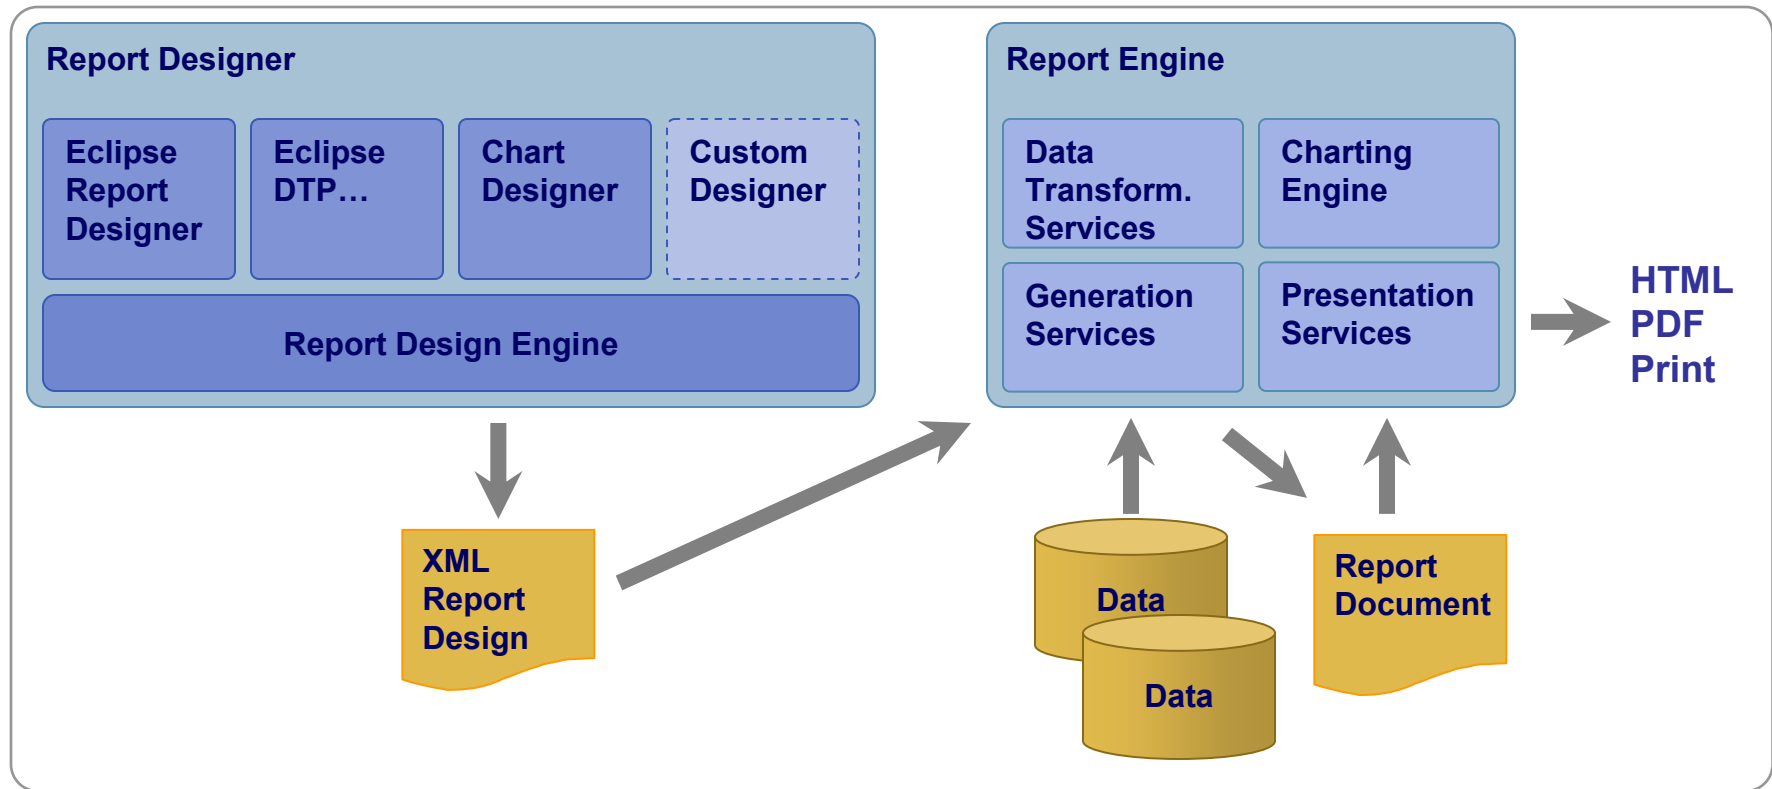 Report Designer
Eclipse
Report
Designer
Eclipse
DTP…
Chart
Designer
Custom
Designer
Report Design Engine
Report Engine
Data
Transform.
Services
Charting
Engine
Generation
Services
Presentation
Services
HTML
PDF
Print
XML
Report
Design
Data
Data
Report
Document